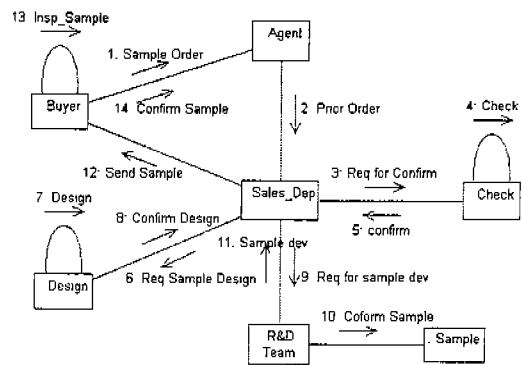 13 Insp_Sample
Agent
1. Sample Order
Buyer
14 Confirm Sample
2 Prior Order
4· Check
12· Send Sample
3· Req for Confirm
7 Design
Sales_Dep
Check
8· Confirm Design
5· confirm
11. Sample dev
Design
6 Req Sample Design
9 Req for sample dev
10 Coform Sample
R&D
Team
. Sample